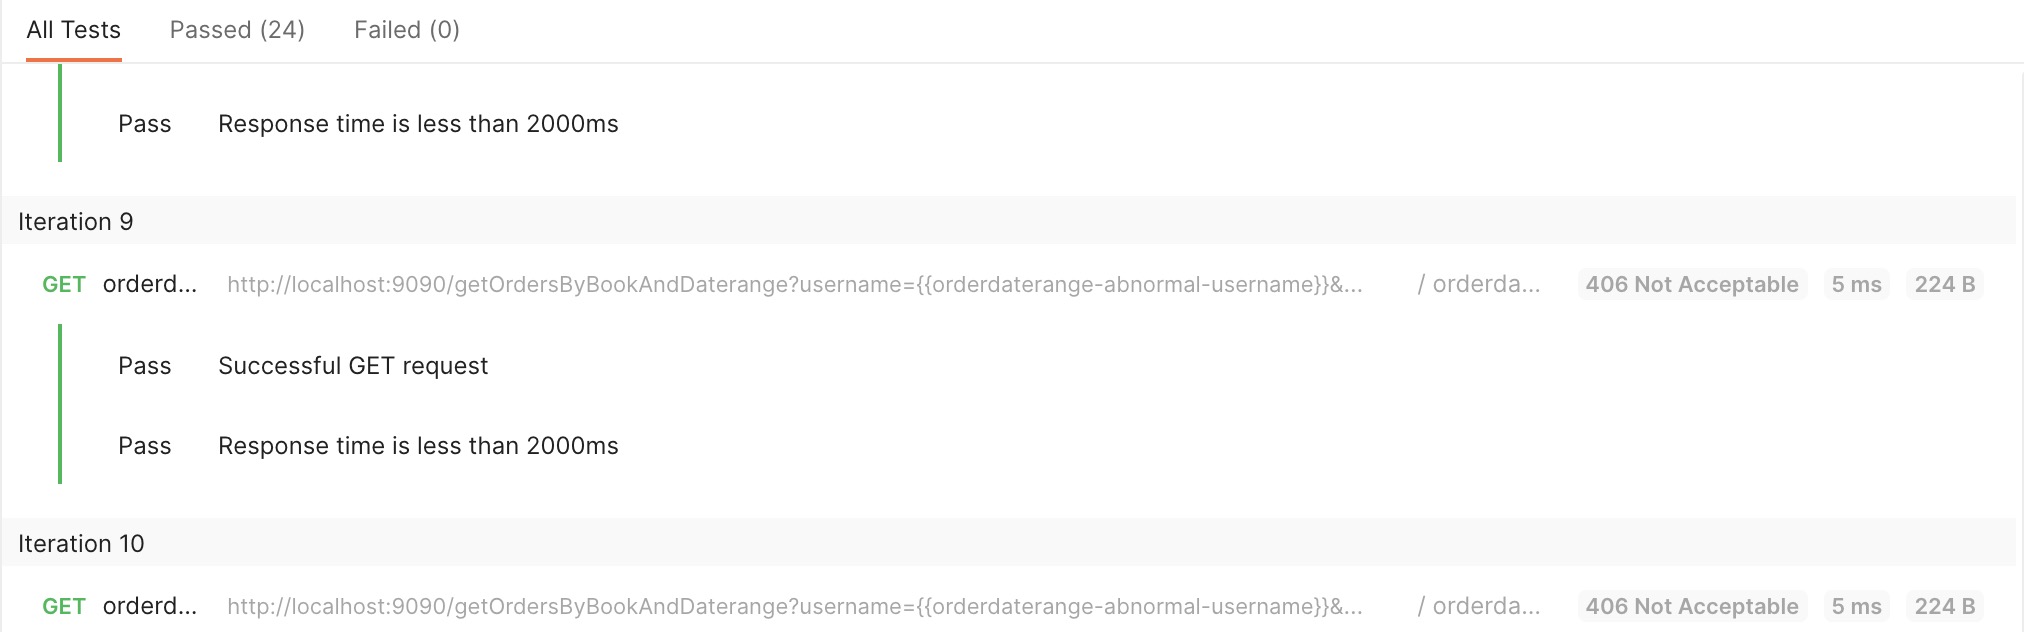 All Tests Passed (24) Failed (0)
Pass Response time is less than 2000ms
Iteration 9
GET orderd... http://localhost:9090/getOrdersByBookAndDaterange?username={{orderdaterange-abnormal-username}}&... / orderda... 406 Not Acceptable 5 ms 224 B
Pass Successful GET request
Pass Response time is less than 2000ms
Iteration 10
GET orderd... http://localhost:9090/getOrdersByBookAndDaterange?username={{orderdaterange-abnormal-username}}&... / orderda... 406 Not Acceptable 5 ms 224 B